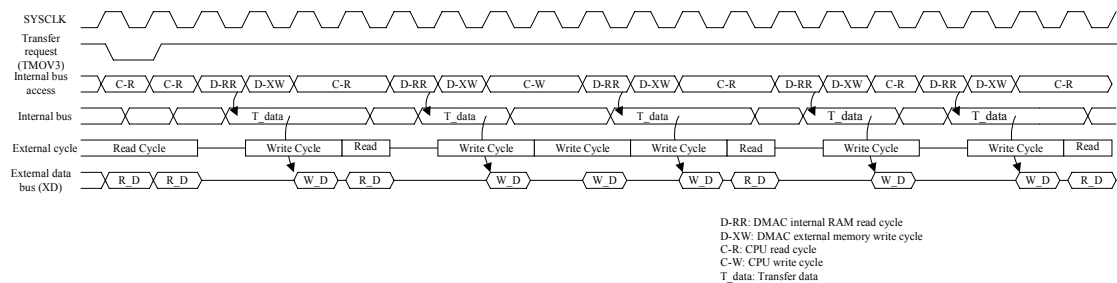 SYSCLK
Transfer
request
(TMOV3)
Internal bus
access
C-R C-R D-RR D-XW C-R D-RR D-XW C-W D-RR D-XW C-R D-RR D-XW C-R D-RR D-XW C-R
Internal bus
T_data T_data T_data T_data T_data
External cycle
Read Cycle Write Cycle Read Write Cycle Write Cycle Write Cycle Read Write Cycle Write Cycle Read
External data
bus (XD)
R_D R_D W_D R_D W_D W_D W_D R_D W_D W_D R_D
D-RR: DMAC internal RAM read cycle
D-XW: DMAC external memory write cycle
C-R: CPU read cycle
C-W: CPU write cycle
T_data: Transfer data